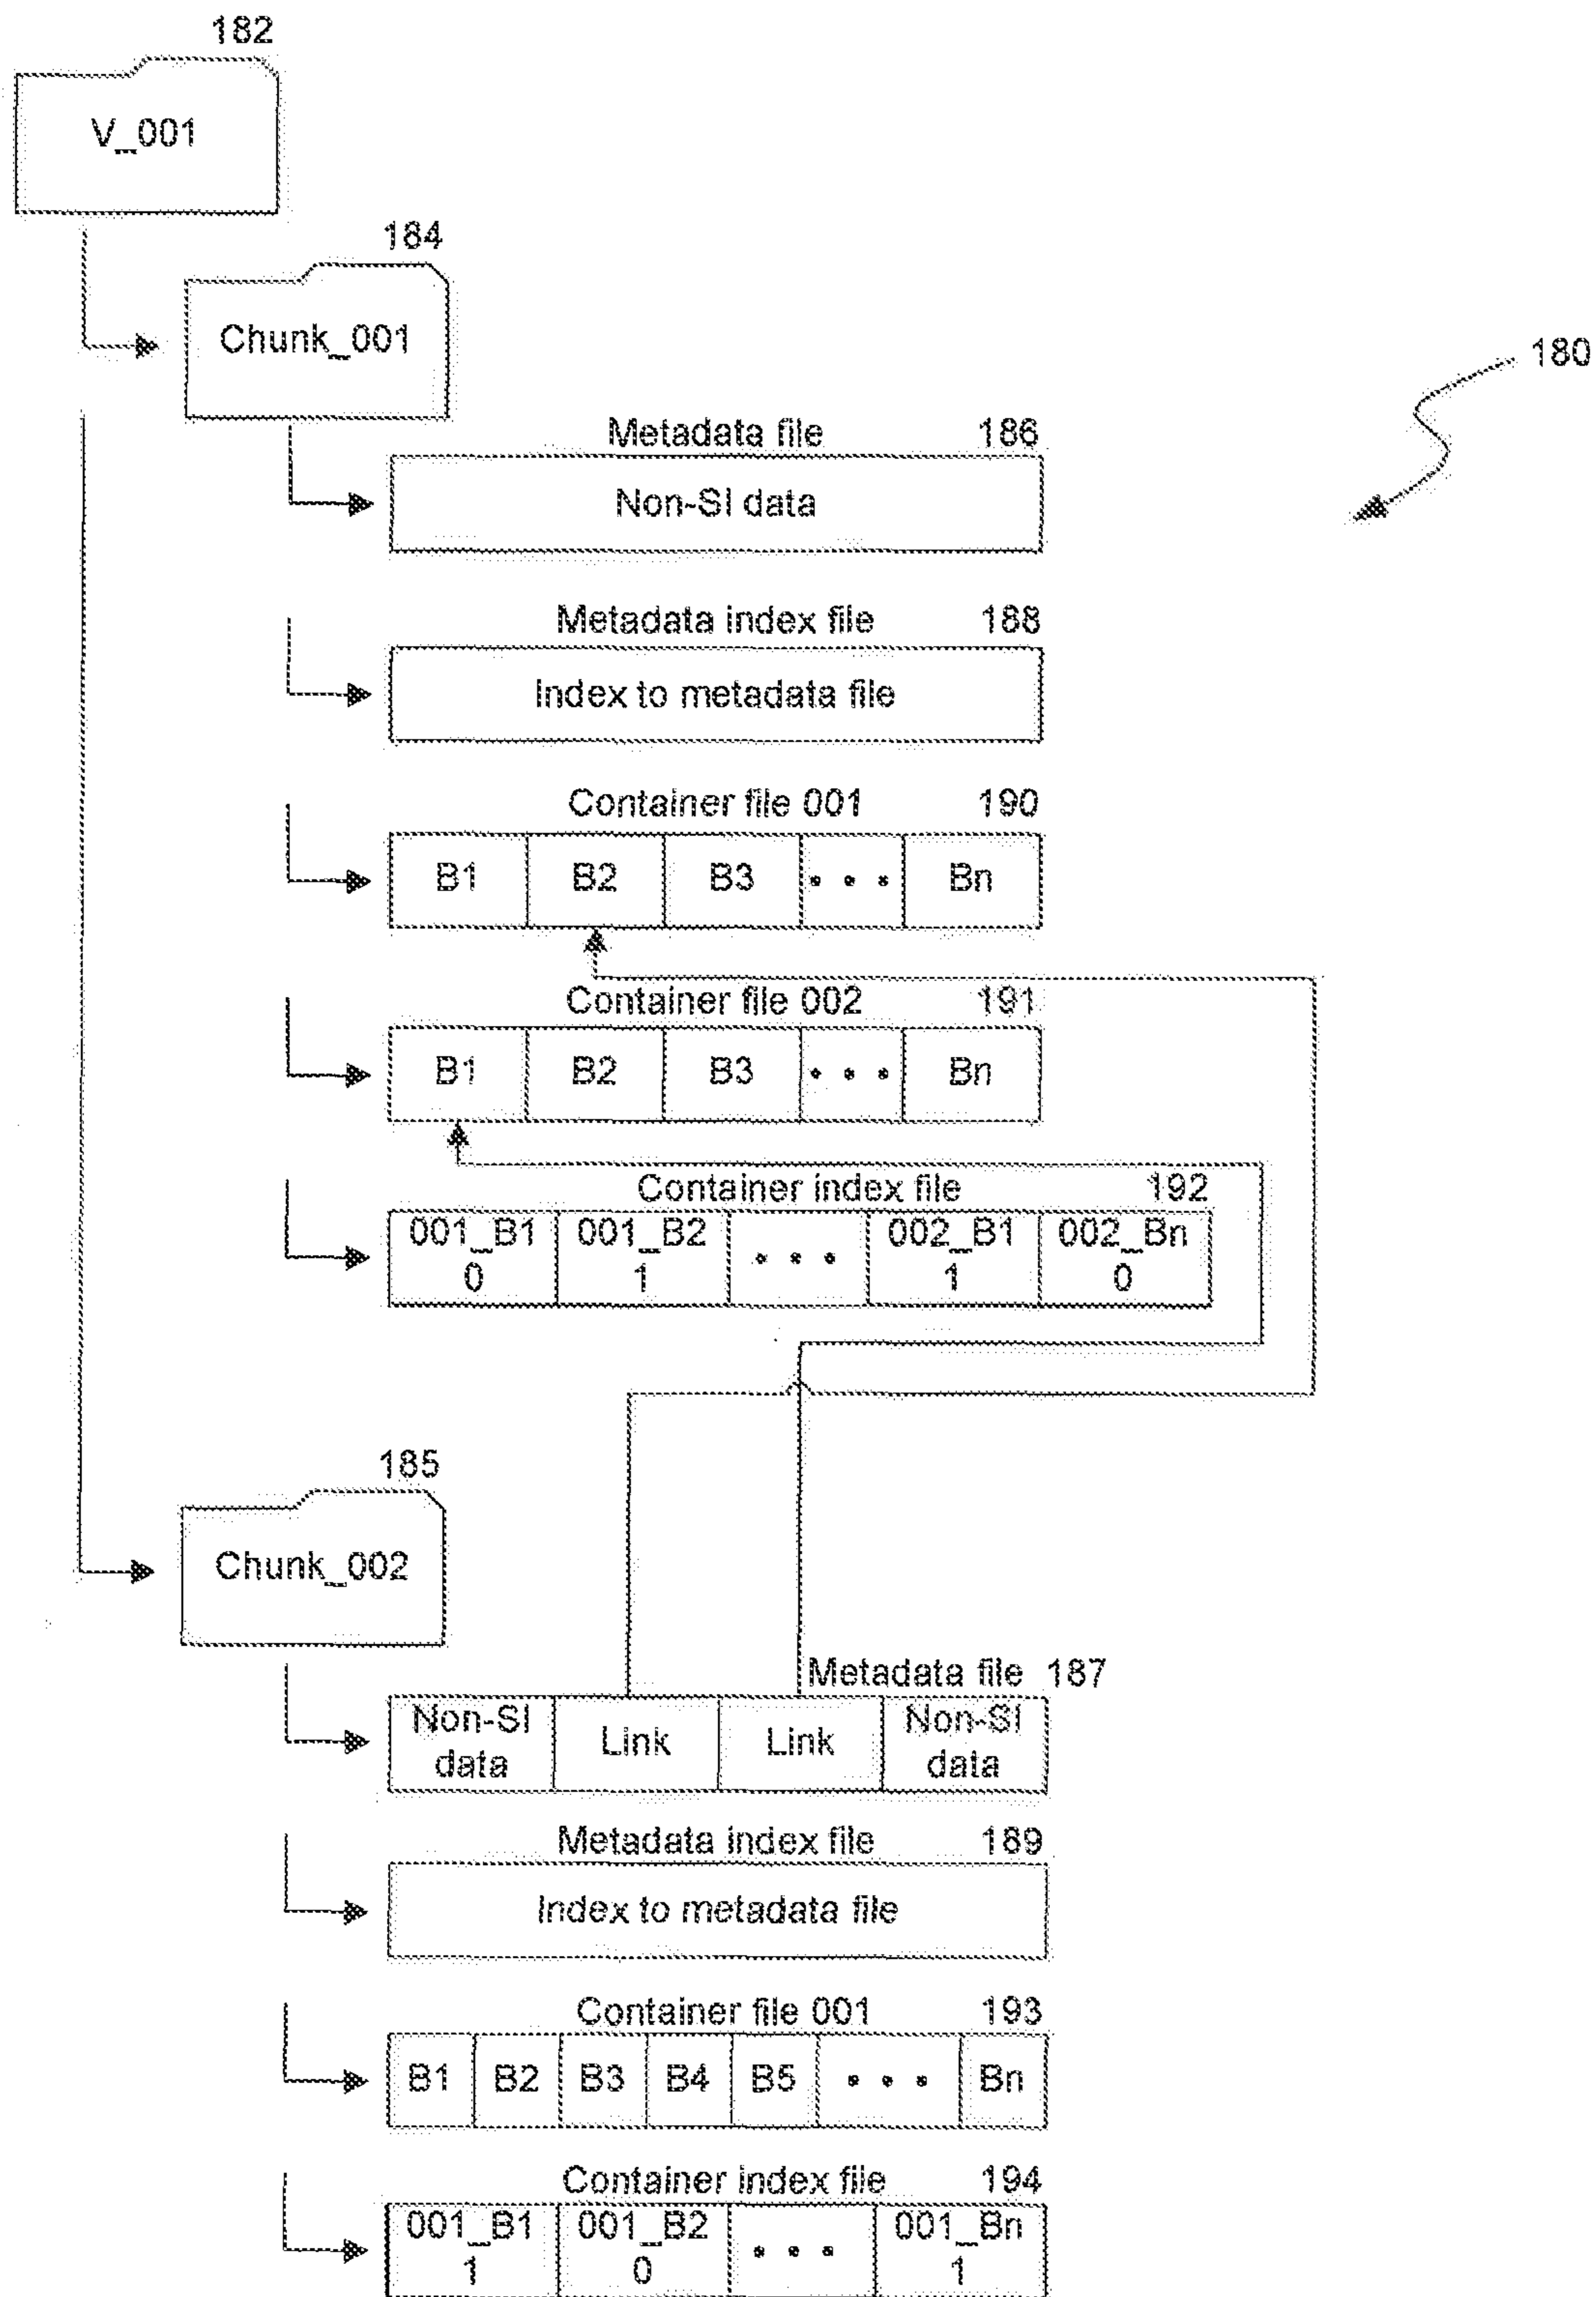 182
V_001
184
Chunk_001
180
Metadata file 186
Non-SI data
Metadata index file 188
Index to metadata file
Container file 001 190
B1 B2 B3 • • • Bn
Container file 002 191
B1 B2 B3 • • • Bn
Container index file 192
001_B1 001_B2 • • • 002_B1 002_Bn
0 1 1 0
185
Chunk_002
Metadata file 187
Non-SI Link Link Non-SI
data data
Metadata index file 189
Index to metadata file
Container file 001 193
B1 B2 B3 B4 B5 • • • Bn
Container index file 194
001_B1 001_B2 • • • 001_Bn
1 0 1